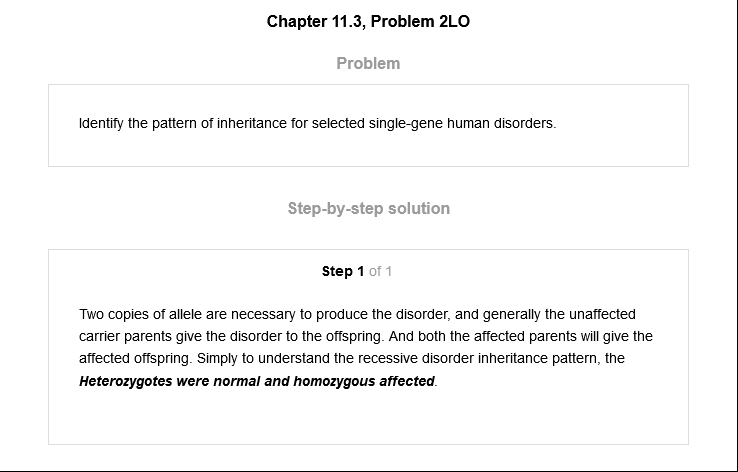 Chapter 11.3, Problem 2LO
Problem
Identify the pattern of inheritance for selected single-gene human disorders.
Step-by-step solution
Step 1 of 1
Two copies of allele are necessary to produce the disorder, and generally the unaffected
carrier parents give the disorder to the offspring. And both the affected parents will give the
affected offspring. Simply to understand the recessive disorder inheritance pattern, the
Heterozygotes were normal and homozygous affected.